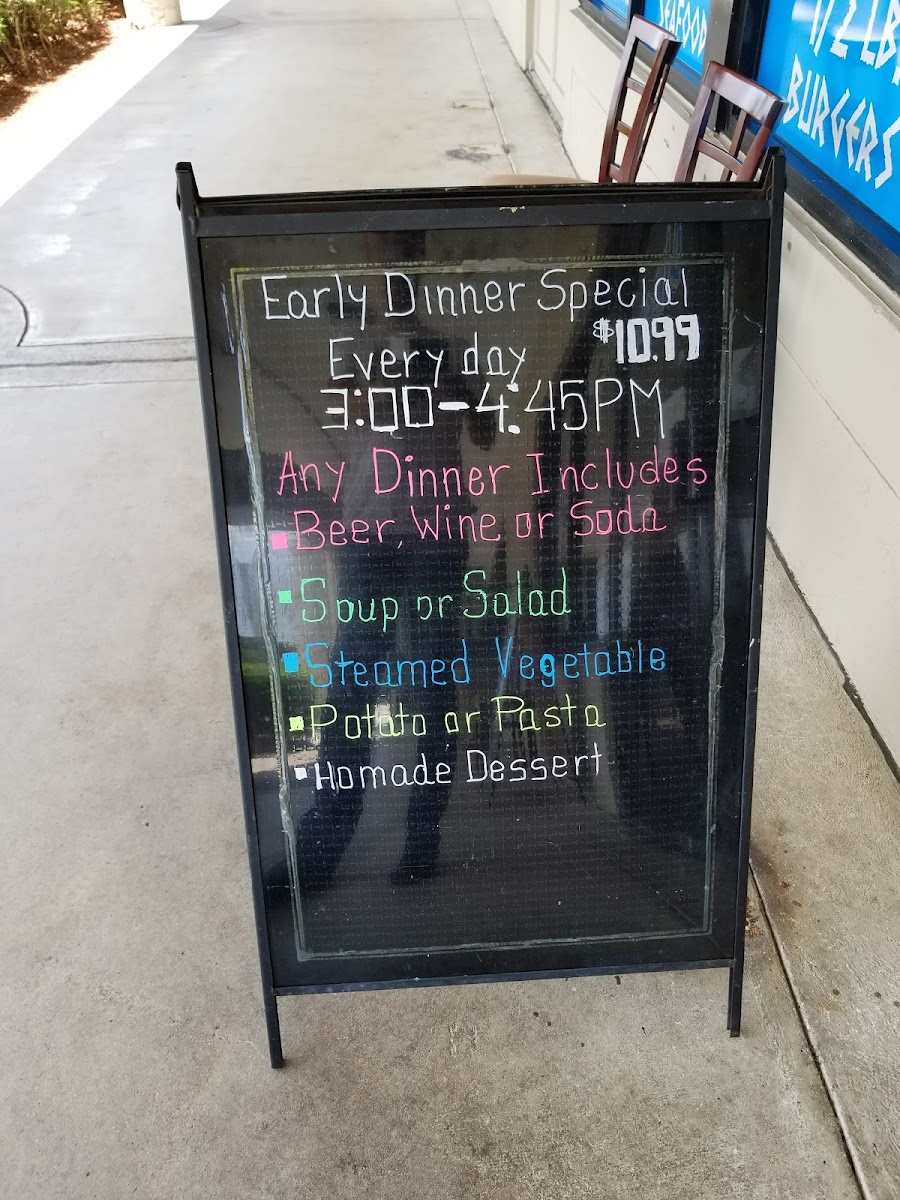 SEAFOOD
1/2 LB
BURGERS
Early Dinner Special
$10.99
Every day
3:00-4:45PM
Any Dinner Includes
▪Beer, Wine or Soda
▪Soup or Salad
▪Steamed Vegetable
▪Potato or Pasta
▪Homade Dessert